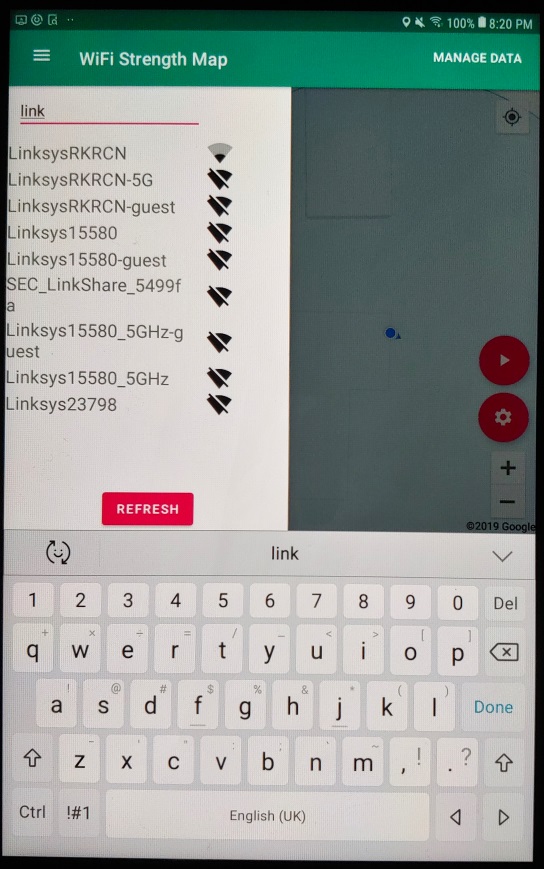 100% 8:20 PM
WiFi Strength Map MANAGE DATA
link
LinksysRKRCN
LinksysRKRCN-5G
LinksysRKRCN-guest
Linksys15580
Linksys15580-guest
SEC_LinkShare_5499f
a
Linksys15580_5GHz-g
uest
Linksys15580_5GHz
Linksys23798
REFRESH
+
−
©2019 Google
link
1 2 3 4 5 6 7 8 9 0 Del
+ × ÷ = / _ < > [ ]
q w e r t y u i o p
! @ # $ % & * ( )
a s d f g h j k l Done
- ' " : ; ` ~
z x c v b n m , ! . ?
Ctrl !#1 English (UK)